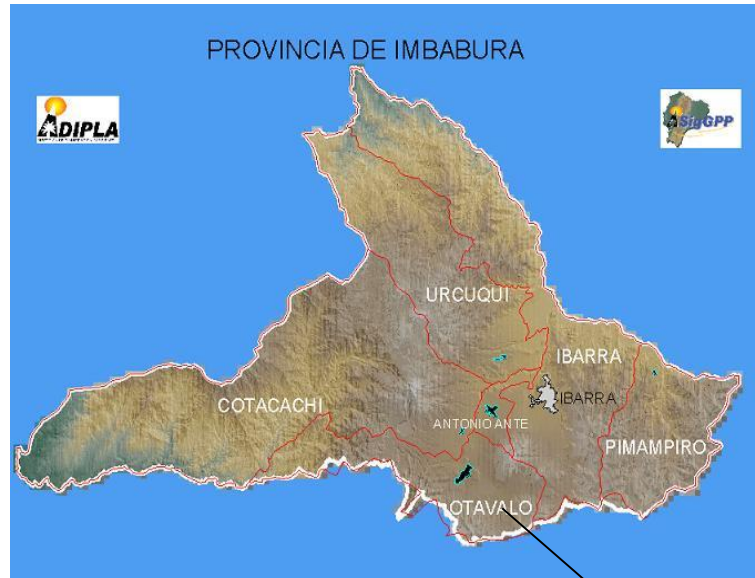 PROVINCIA DE IMBABURA
ADIPLA
SigGPP
URCUQUI
IBARRA
COTACACHI
IBARRA
ANTONIO ANTE
PIMAMPIRO
OTAVALO